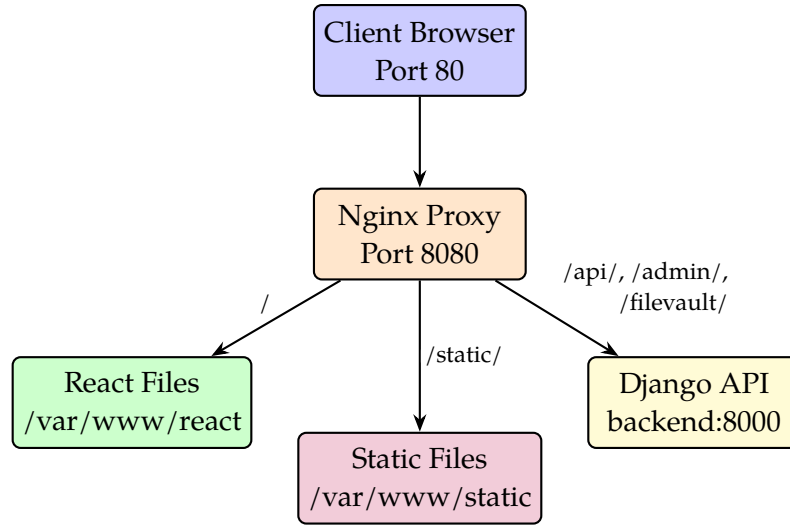 Client Browser
Port 80
Nginx Proxy
Port 8080
/api/, /admin/,
/filevault/
/
/static/
React Files
/var/www/react
Django API
backend:8000
Static Files
/var/www/static